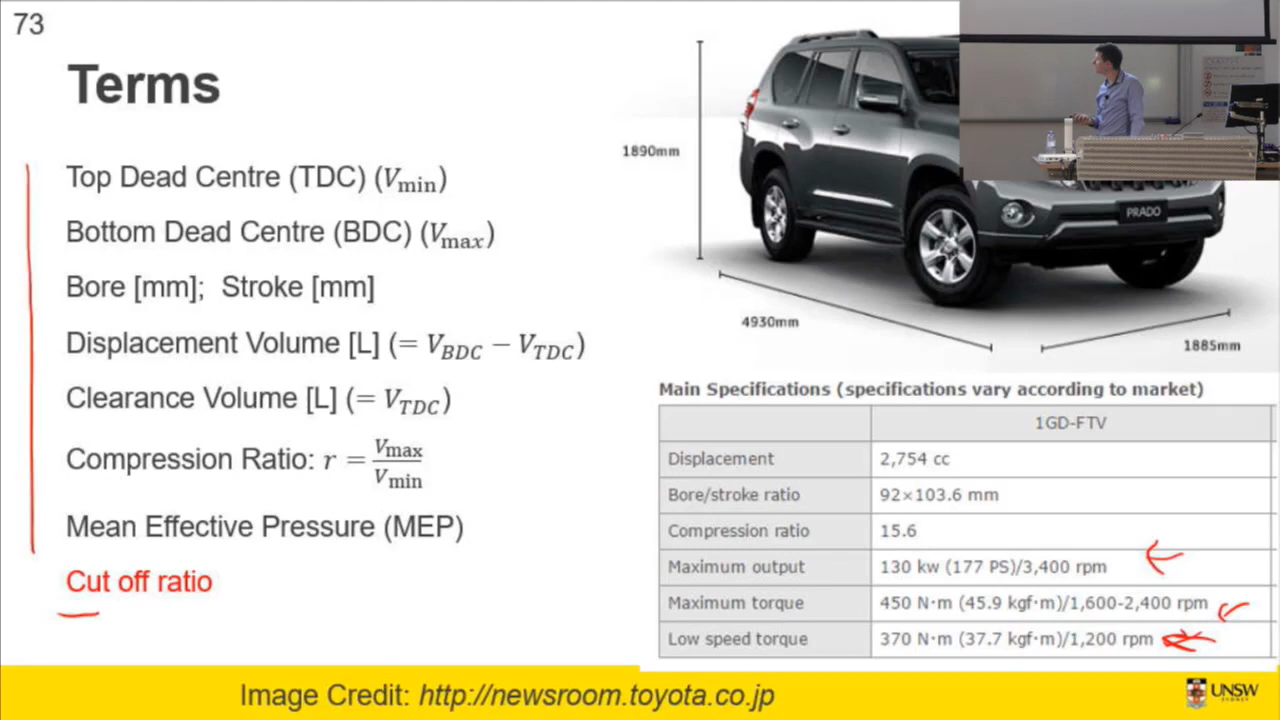 73
Terms
Top Dead Centre (TDC) (V_min)
Bottom Dead Centre (BDC) (V_max)
Bore [mm]; Stroke [mm]
Displacement Volume [L] (= V_BDC − V_TDC)
Clearance Volume [L] (= V_TDC)
Compression Ratio: r = V_max / V_min
Mean Effective Pressure (MEP)
Cut off ratio
1890mm
4930mm
1885mm
PRADO
Main Specifications (specifications vary according to market)
1GD-FTV
Displacement 2,754 cc
Bore/stroke ratio 92×103.6 mm
Compression ratio 15.6
Maximum output 130 kw (177 PS)/3,400 rpm
Maximum torque 450 N·m (45.9 kgf·m)/1,600-2,400 rpm
Low speed torque 370 N·m (37.7 kgf·m)/1,200 rpm
Image Credit: http://newsroom.toyota.co.jp
UNSW
SYDNEY